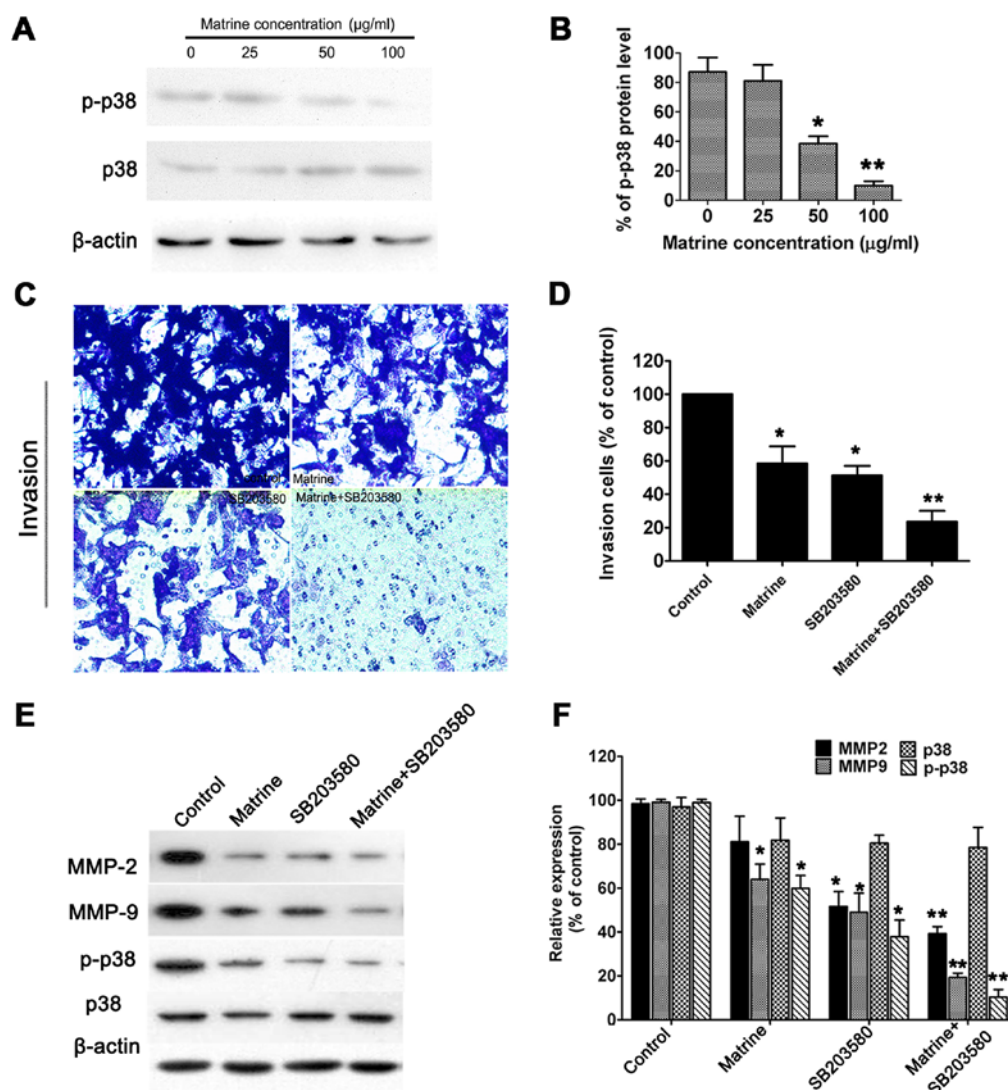 A
Matrine concentration (µg/ml)
0 25 50 100
p-p38
p38
β-actin
B
% of p-p38 protein level
100
80
60
40
20
0
*
**
0 25 50 100
Matrine concentration (µg/ml)
C
Invasion
control
Matrine
SB203580
Matrine+SB203580
D
Invasion cells (% of control)
120
100
80
60
40
20
0
*
*
**
Control
Matrine
SB203580
Matrine+SB203580
E
Control
Matrine
SB203580
Matrine+SB203580
MMP-2
MMP-9
p-p38
p38
β-actin
F
MMP2
MMP9
p38
p-p38
Relative expression
(% of control)
120
100
80
60
40
20
0
*
*
*
*
*
**
**
**
Control
Matrine
SB203580
Matrine+
SB203580